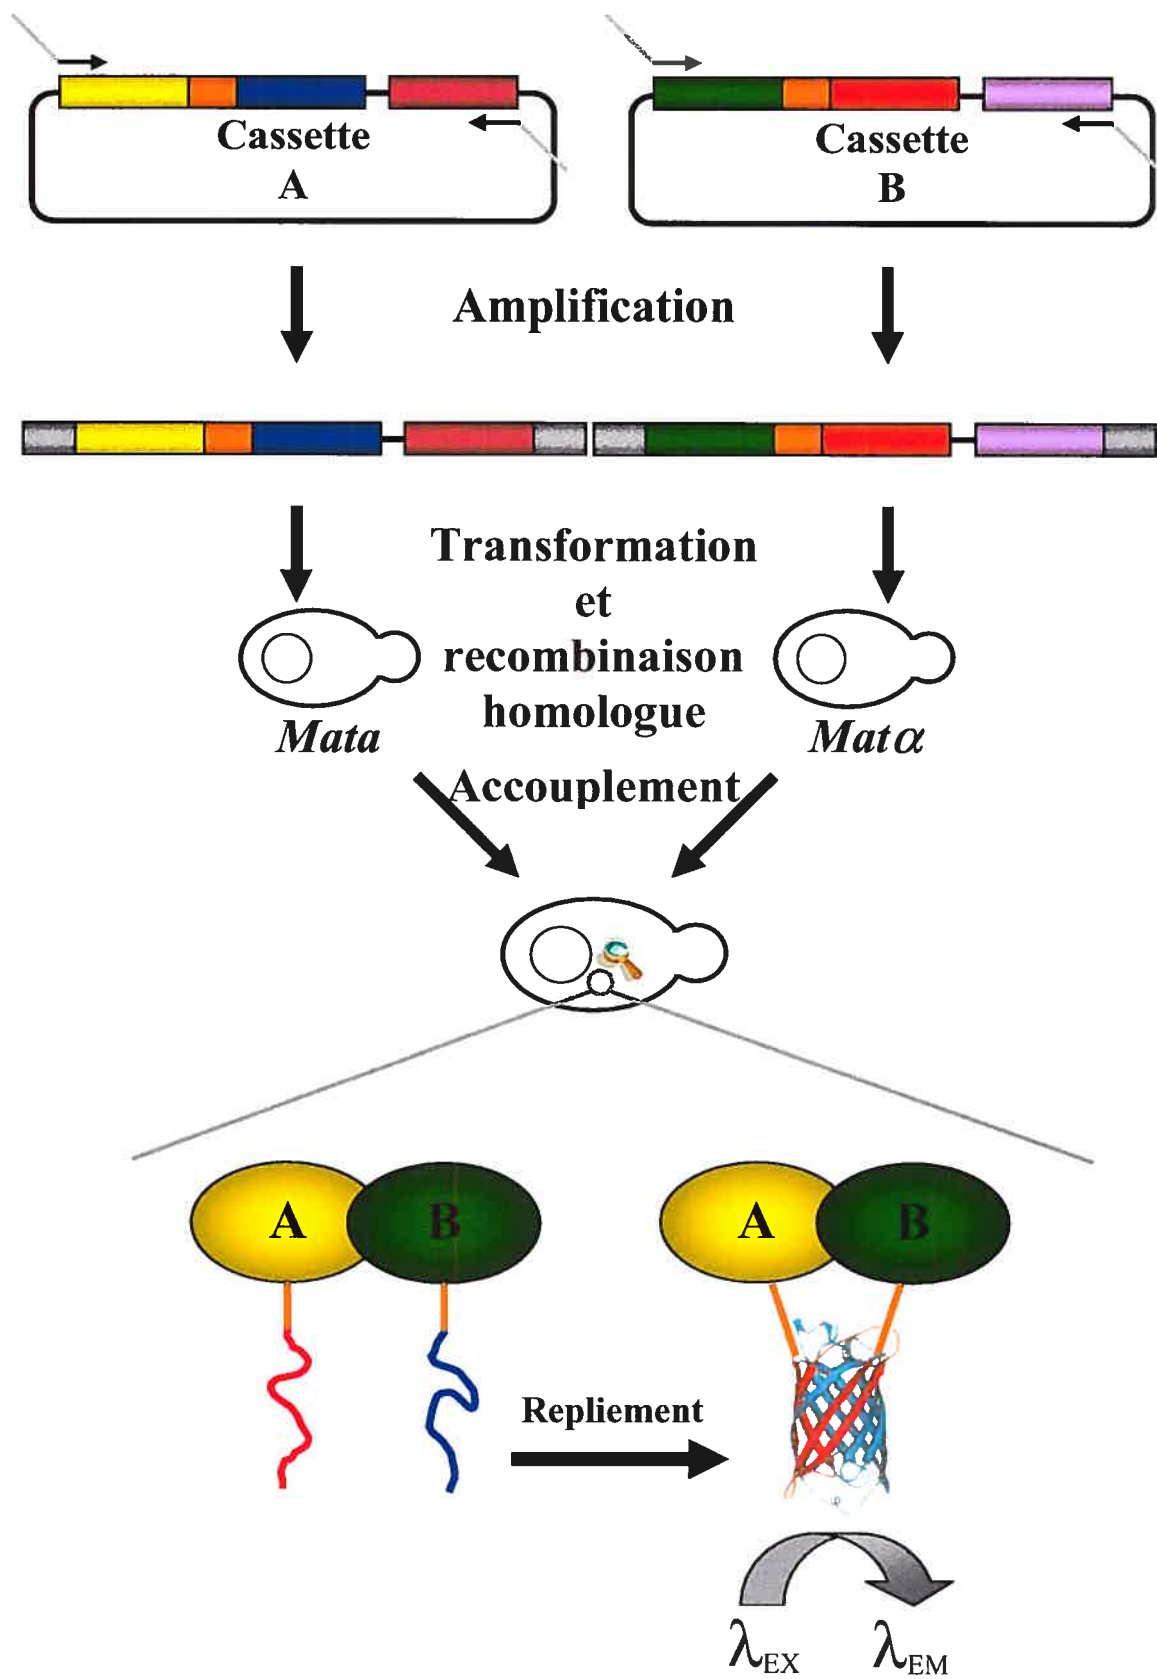 Cassette
A
Cassette
B
Amplification
Transformation
et
recombinaison
homologue
Mata
Matα
Accouplement
A
B
A
B
Repliement
λEX
λEM